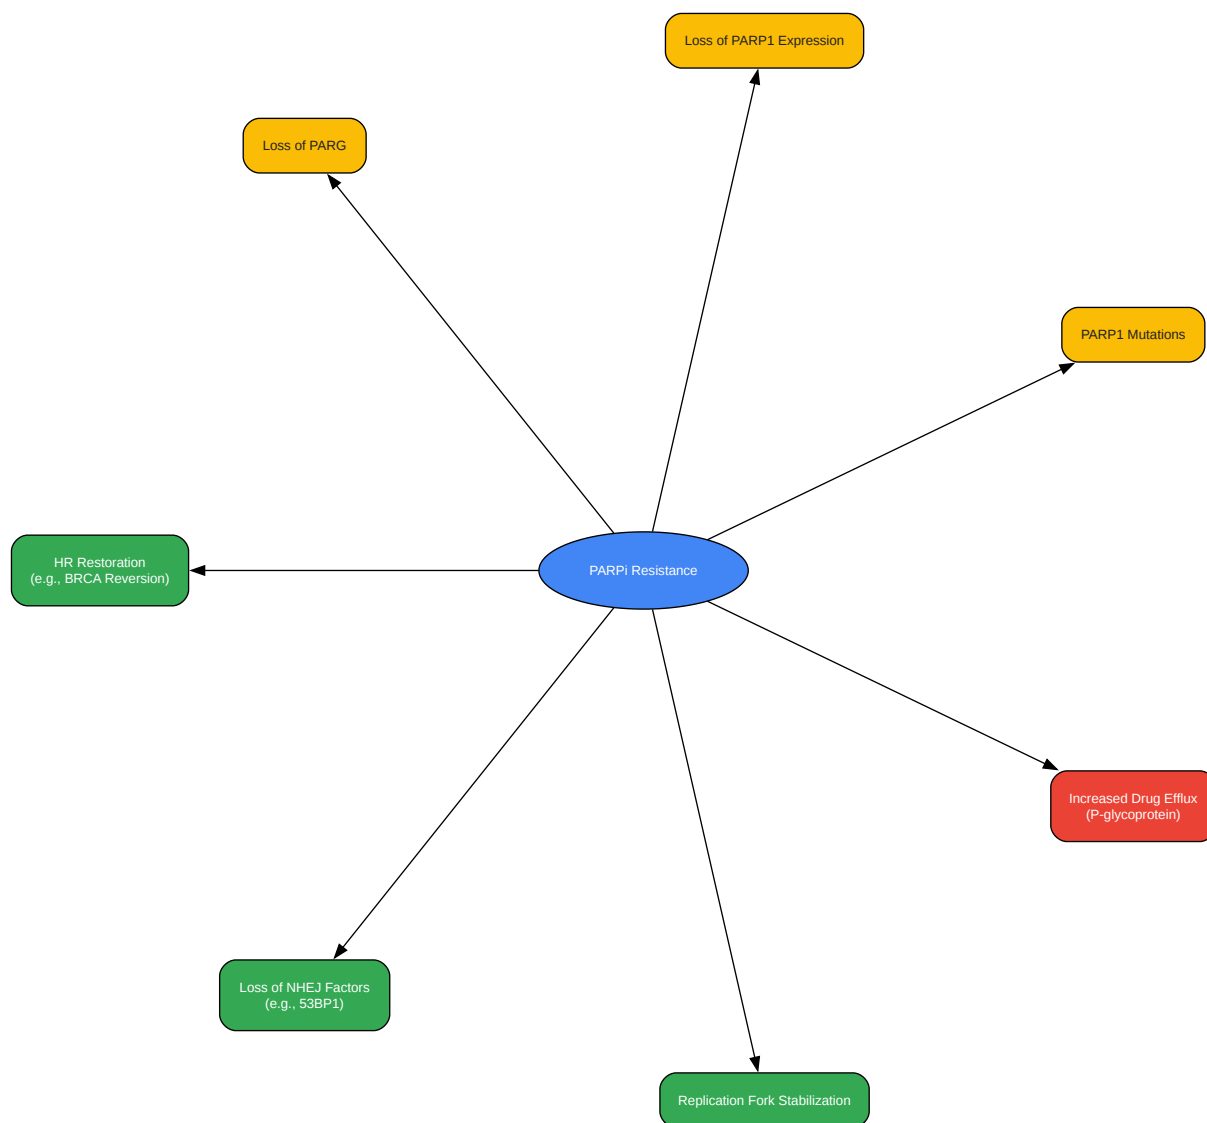 Loss of PARP1 Expression
Loss of PARG
PARP1 Mutations
HR Restoration
(e.g., BRCA Reversion)
PARPi Resistance
Increased Drug Efflux
(P-glycoprotein)
Loss of NHEJ Factors
(e.g., 53BP1)
Replication Fork Stabilization